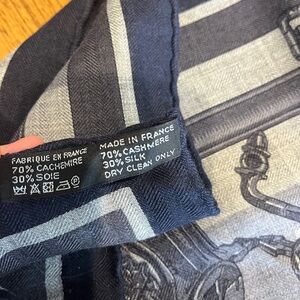 FABRIQUE EN FRANCE
70% CACHEMIRE
30% SOIE
MADE IN FRANCE
70% CASHMERE
30% SILK
DRY CLEAN ONLY